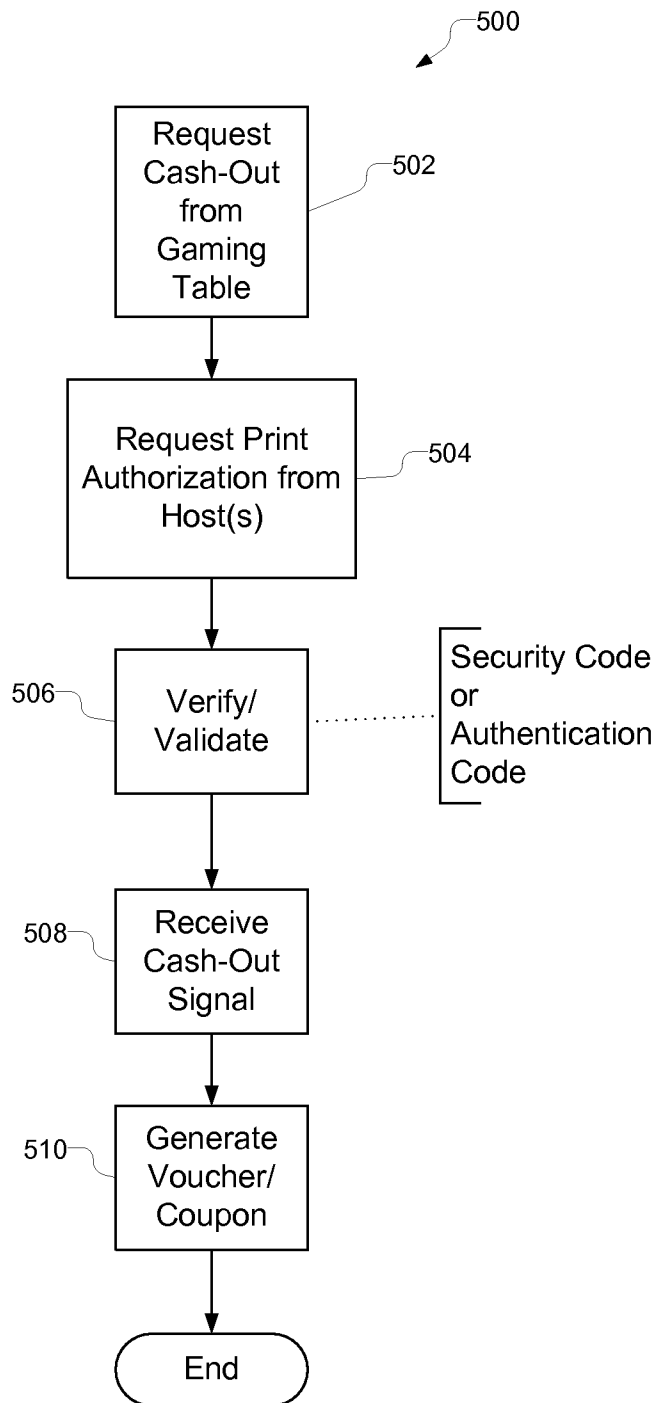 500
Request
Cash-Out
from
Gaming
Table
502
Request Print
Authorization from
Host(s)
504
506
Verify/
Validate
Security Code
or
Authentication
Code
508
Receive
Cash-Out
Signal
510
Generate
Voucher/
Coupon
End